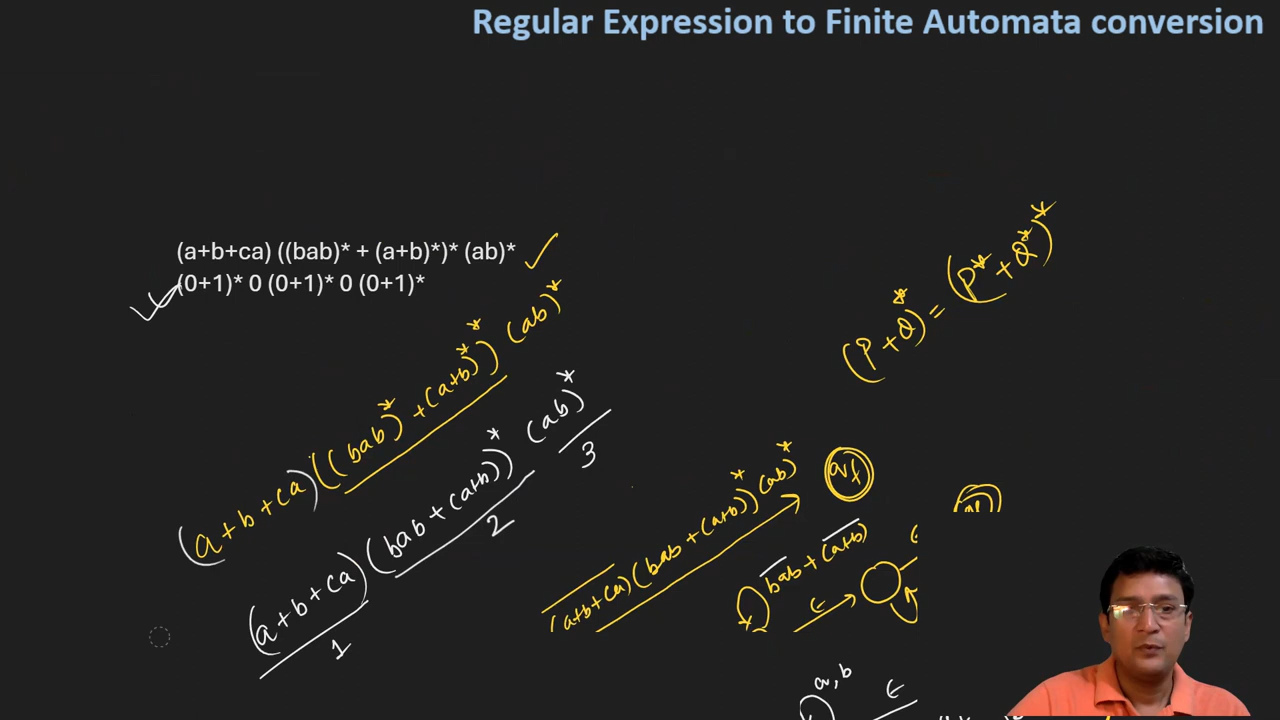 Regular Expression to Finite Automata conversion
(a+b+ca) ((bab)* + (a+b)*)* (ab)*
(0+1)* 0 (0+1)* 0 (0+1)*
(P+Q)* = (P*+Q*)*
(a+b+ca)((bab)*+(a+b)*)* (ab)*
(a+b+ca)(bab+(a+b))* (ab)*
1 2 3
(a+b+ca)(bab+(a+b))*(ab)*
qf
bab+(a+b)
ϵ
a,b
ϵ